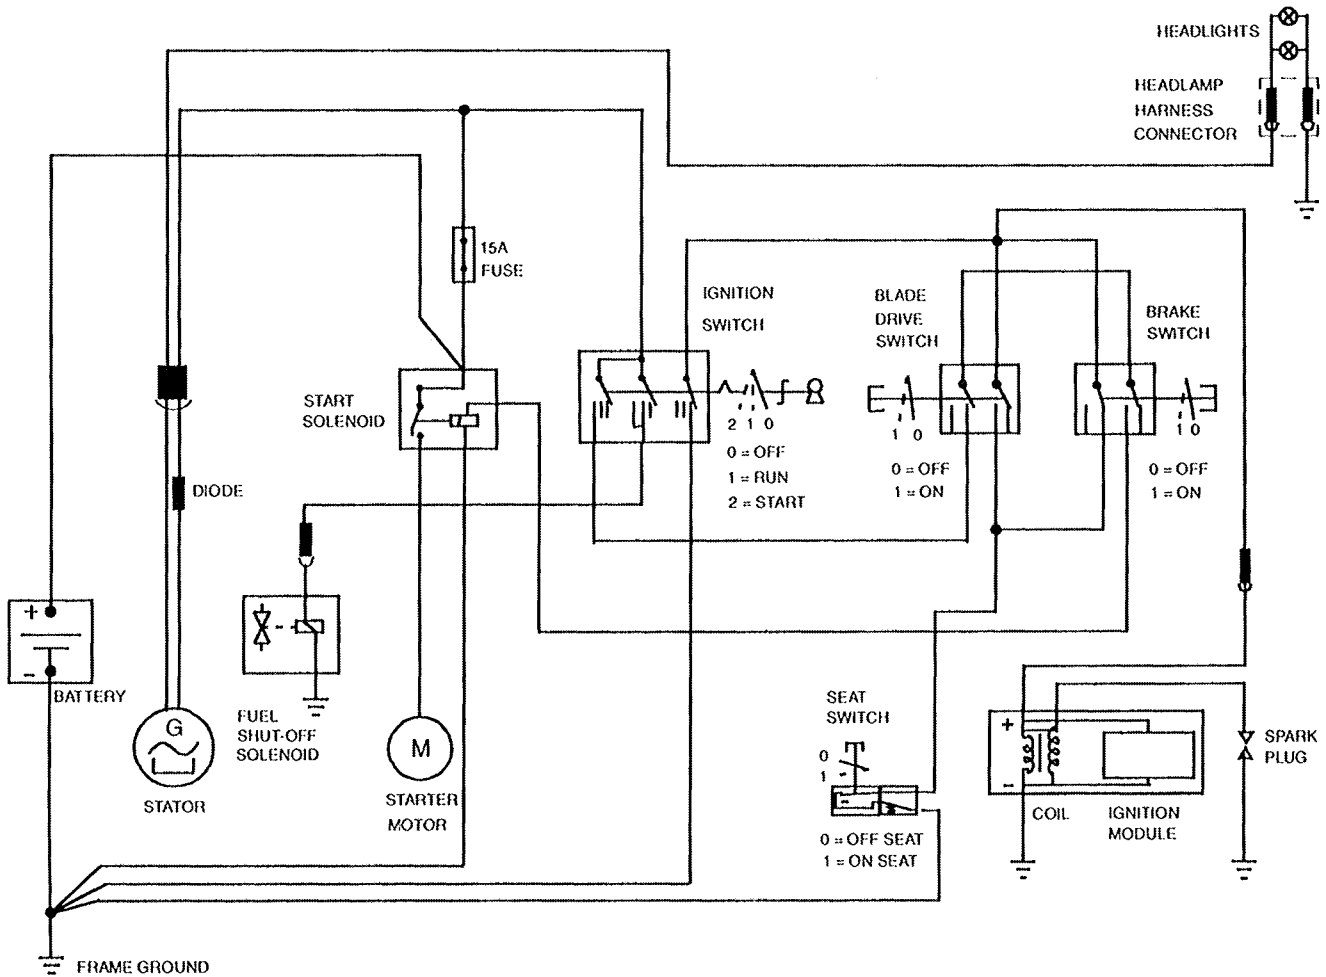 HEADLIGHTS
HEADLAMP
HARNESS
CONNECTOR
15A
FUSE
IGNITION
SWITCH
BLADE
DRIVE
SWITCH
BRAKE
SWITCH
START
SOLENOID
2 1 0
0 = OFF
1 = RUN
2 = START
1 0
0 = OFF
1 = ON
1 0
0 = OFF
1 = ON
DIODE
+
-
BATTERY
G
STATOR
FUEL
SHUT-OFF
SOLENOID
M
STARTER
MOTOR
SEAT
SWITCH
0
1
0 = OFF SEAT
1 = ON SEAT
+
-
COIL
IGNITION
MODULE
SPARK
PLUG
FRAME GROUND